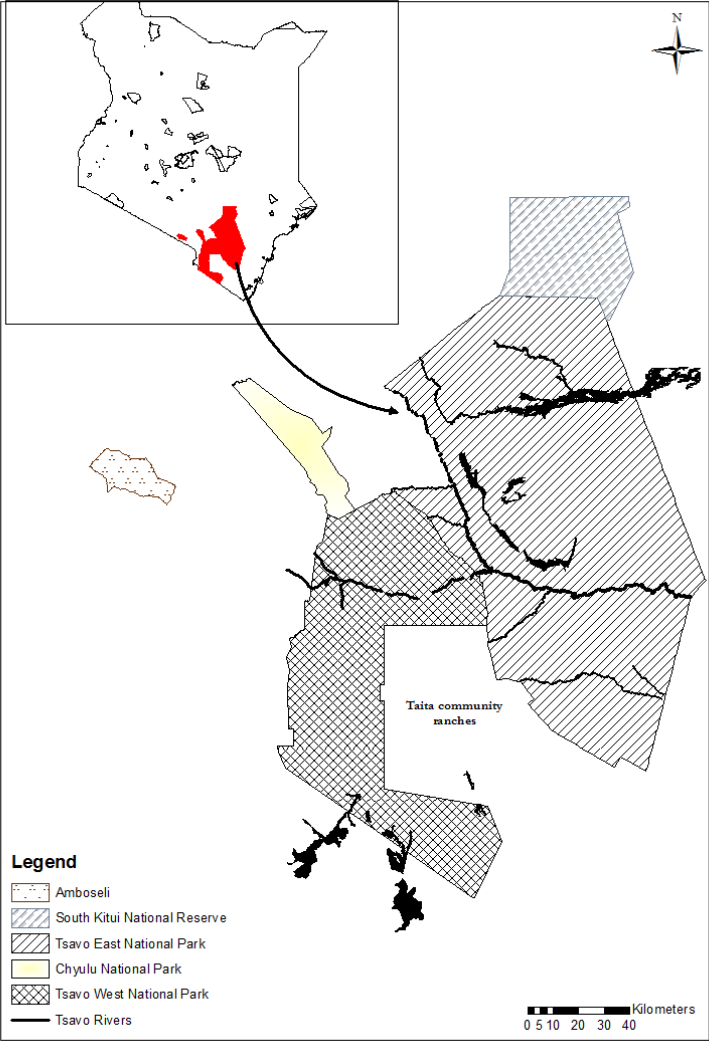 N
Taita community
ranches
Legend
Amboseli
South Kitui National Reserve
Tsavo East National Park
Chyulu National Park
Tsavo West National Park
Tsavo Rivers
Kilometers
0 5 10 20 30 40